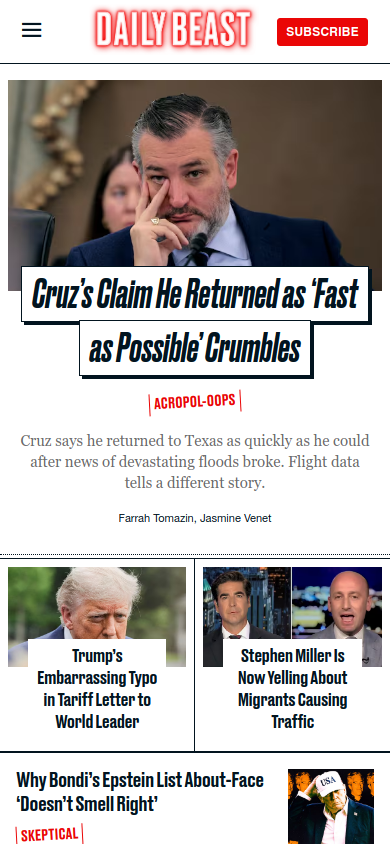 DAILY BEAST
SUBSCRIBE
Cruz’s Claim He Returned as ‘Fast
as Possible’ Crumbles
ACROPOL-OOPS
Cruz says he returned to Texas as quickly as he could
after news of devastating floods broke. Flight data
tells a different story.
Farrah Tomazin, Jasmine Venet
Trump’s
Embarrassing Typo
in Tariff Letter to
World Leader
Stephen Miller Is
Now Yelling About
Migrants Causing
Traffic
Why Bondi’s Epstein List About-Face
‘Doesn’t Smell Right’
USA
SKEPTICAL